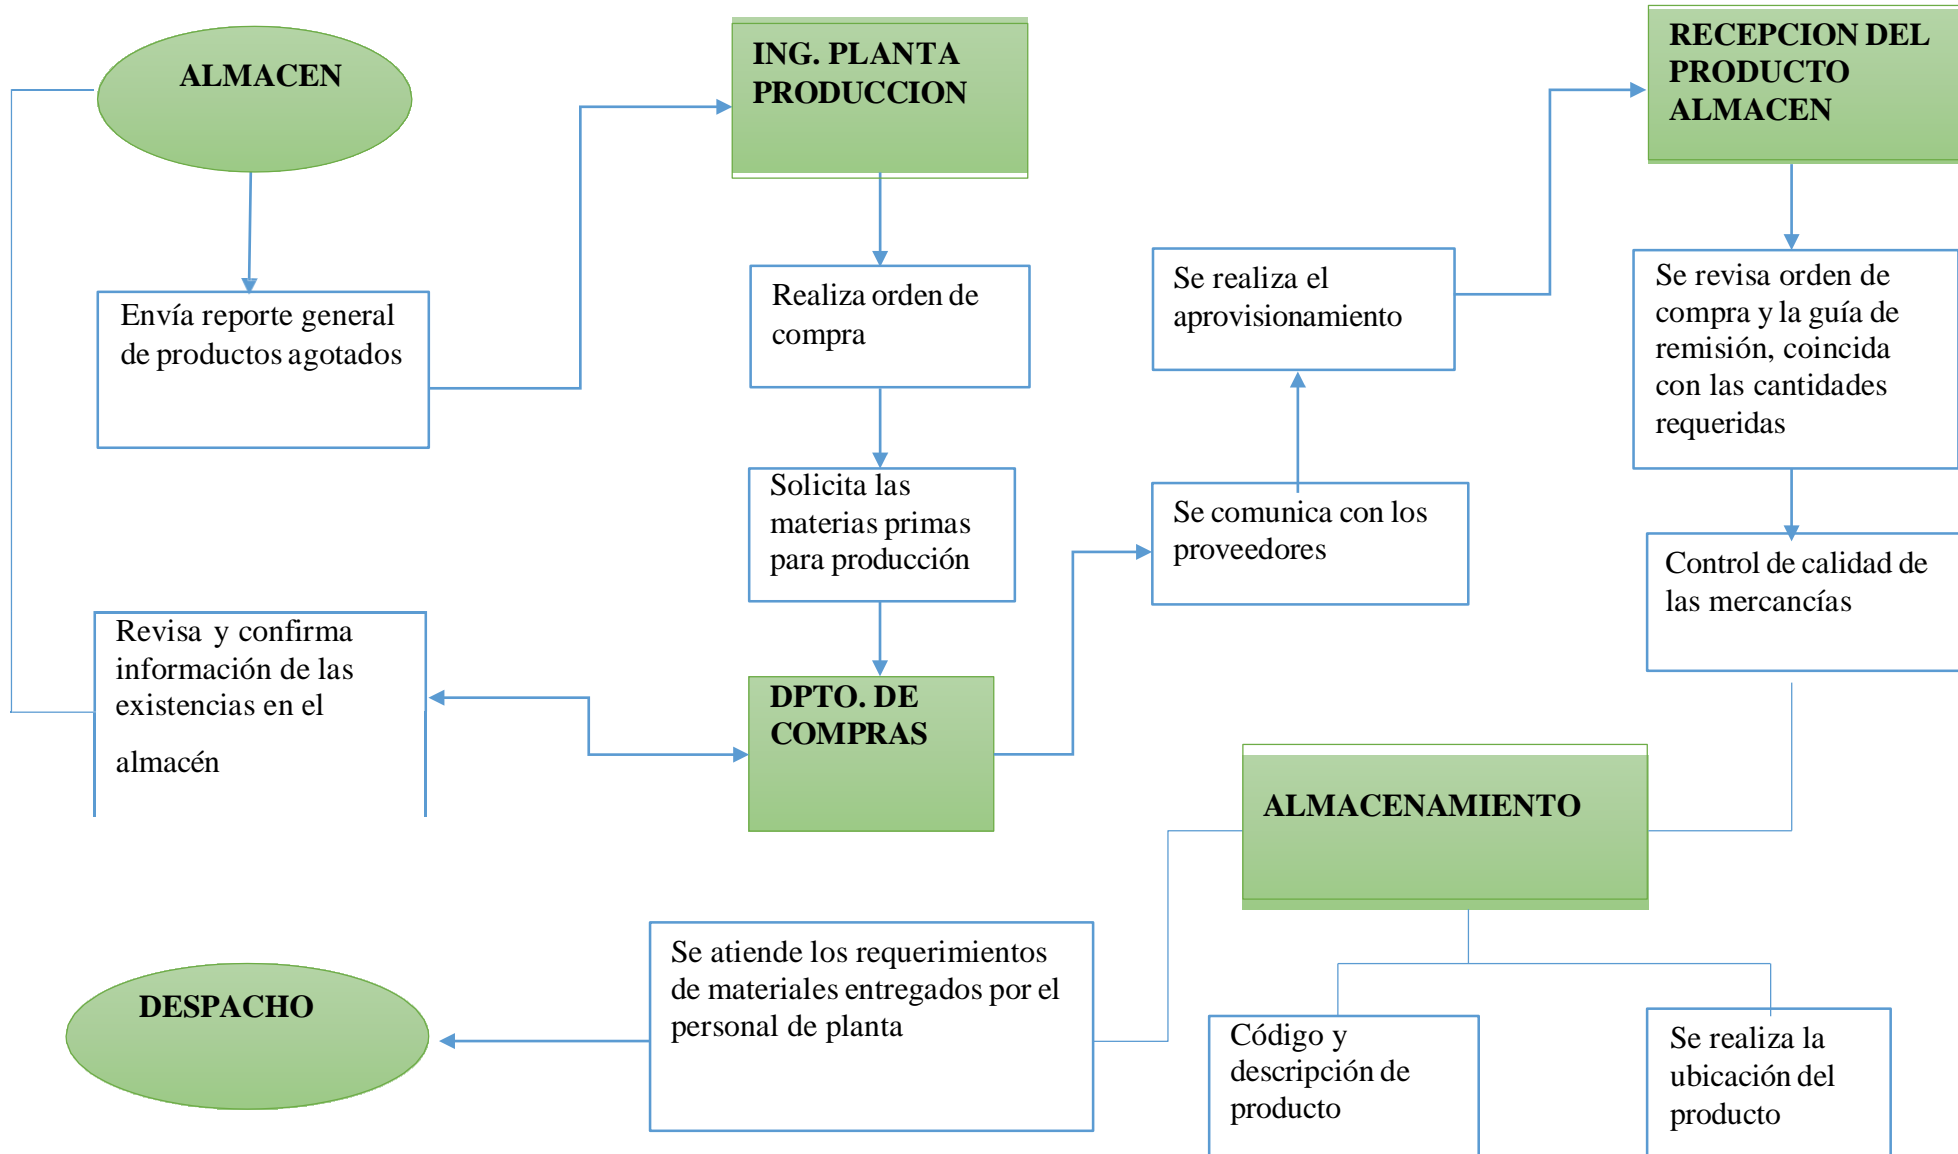 ALMACEN
Envía reporte general
de productos agotados
ING. PLANTA
PRODUCCION
Realiza orden de
compra
Solicita las
materias primas
para producción
DPTO. DE
COMPRAS
Revisa y confirma
información de las
existencias en el
almacén
Se comunica con los
proveedores
Se realiza el
aprovisionamiento
RECEPCION DEL
PRODUCTO
ALMACEN
Se revisa orden de
compra y la guía de
remisión, coincida
con las cantidades
requeridas
Control de calidad de
las mercancías
ALMACENAMIENTO
Código y
descripción de
producto
Se realiza la
ubicación del
producto
Se atiende los requerimientos
de materiales entregados por el
personal de planta
DESPACHO